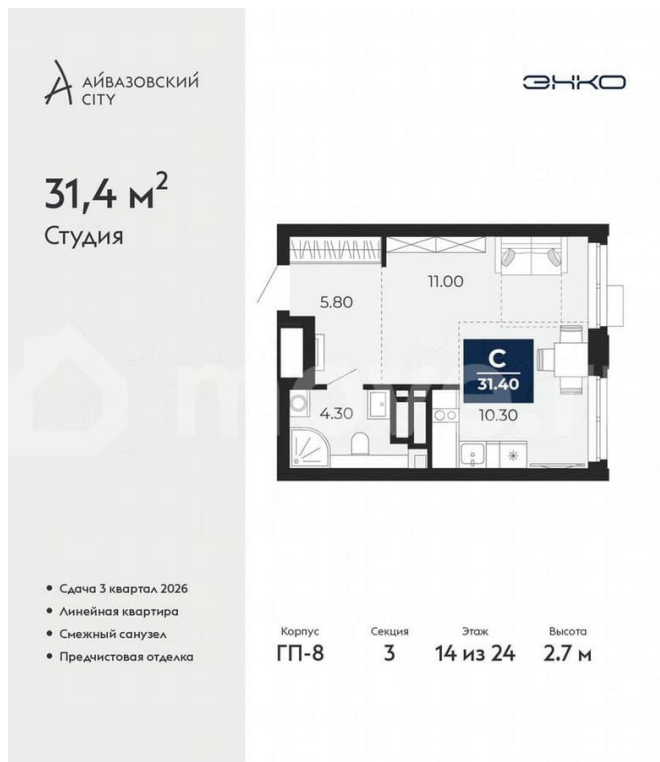 АЙВАЗОВСКИЙ
CITY
ЭНКО
31,4 м²
Студия
11.00
5.80
С
31.40
4.30
10.30
• Сдача 3 квартал 2026
• Линейная квартира
• Смежный санузел
• Предчистовая отделка
Корпус Секция Этаж Высота
ГП-8 3 14 из 24 2.7 м